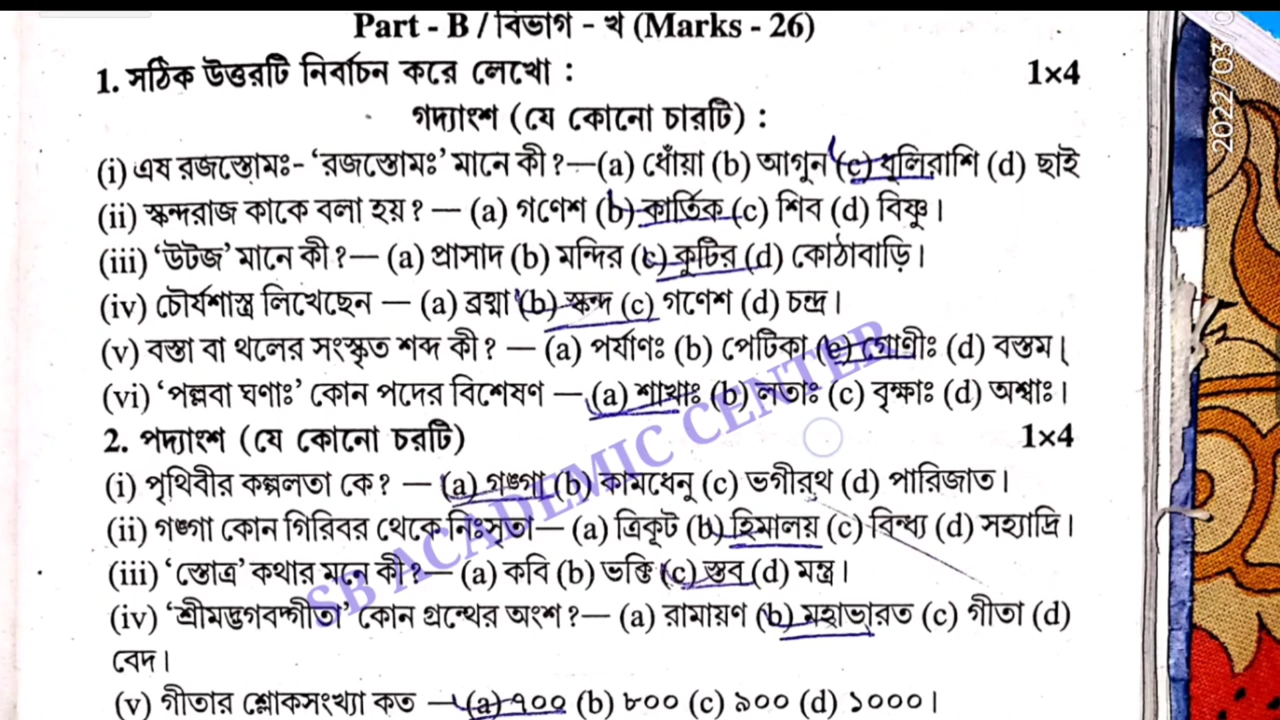 Part - B / বিভাগ - খ (Marks - 26)
1. সঠিক উত্তরটি নির্বাচন করে লেখো : 1×4
গদ্যাংশ (যে কোনো চারটি) :
(i) এষ রজস্তোমঃ- ‘রজস্তোমঃ’ মানে কী ?—(a) ধোঁয়া (b) আগুন (c) ধূলিরাশি (d) ছাই
(ii) স্কন্দরাজ কাকে বলা হয় ? — (a) গণেশ (b) কার্তিক (c) শিব (d) বিষ্ণু।
(iii) ‘উটজ’ মানে কী ?— (a) প্রাসাদ (b) মন্দির (c) কুটির (d) কোঠাবাড়ি।
(iv) চৌর্যশাস্ত্র লিখেছেন — (a) ব্রহ্মা (b) স্কন্দ (c) গণেশ (d) চন্দ্র।
(v) বস্তা বা থলের সংস্কৃত শব্দ কী ? — (a) পর্যাণঃ (b) পেটিকা (c) গোণীঃ (d) বস্তম।
(vi) ‘পল্লবা ঘণাঃ’ কোন পদের বিশেষণ — (a) শাখাঃ (b) লতাঃ (c) বৃক্ষাঃ (d) অশ্বাঃ।
2. পদ্যাংশ (যে কোনো চরটি) 1×4
(i) পৃথিবীর কল্পলতা কে? — (a) গঙ্গা (b) কামধেনু (c) ভগীরথ (d) পারিজাত।
(ii) গঙ্গা কোন গিরিবর থেকে নিঃসৃতা— (a) ত্রিকূট (b) হিমালয় (c) বিন্ধ্য (d) সহ্যাদ্রি।
(iii) ‘স্তোত্র’ কথার মনে কী?— (a) কবি (b) ভক্তি (c) স্তব (d) মন্ত্র।
(iv) ‘শ্রীমদ্ভগবদ্গীতা’ কোন গ্রন্থের অংশ ?— (a) রামায়ণ (b) মহাভারত (c) গীতা (d)
বেদ।
(v) গীতার শ্লোকসংখ্যা কত — (a) ৭০০ (b) ৮০০ (c) ৯০০ (d) ১০০০।
SB ACADEMIC CENTER